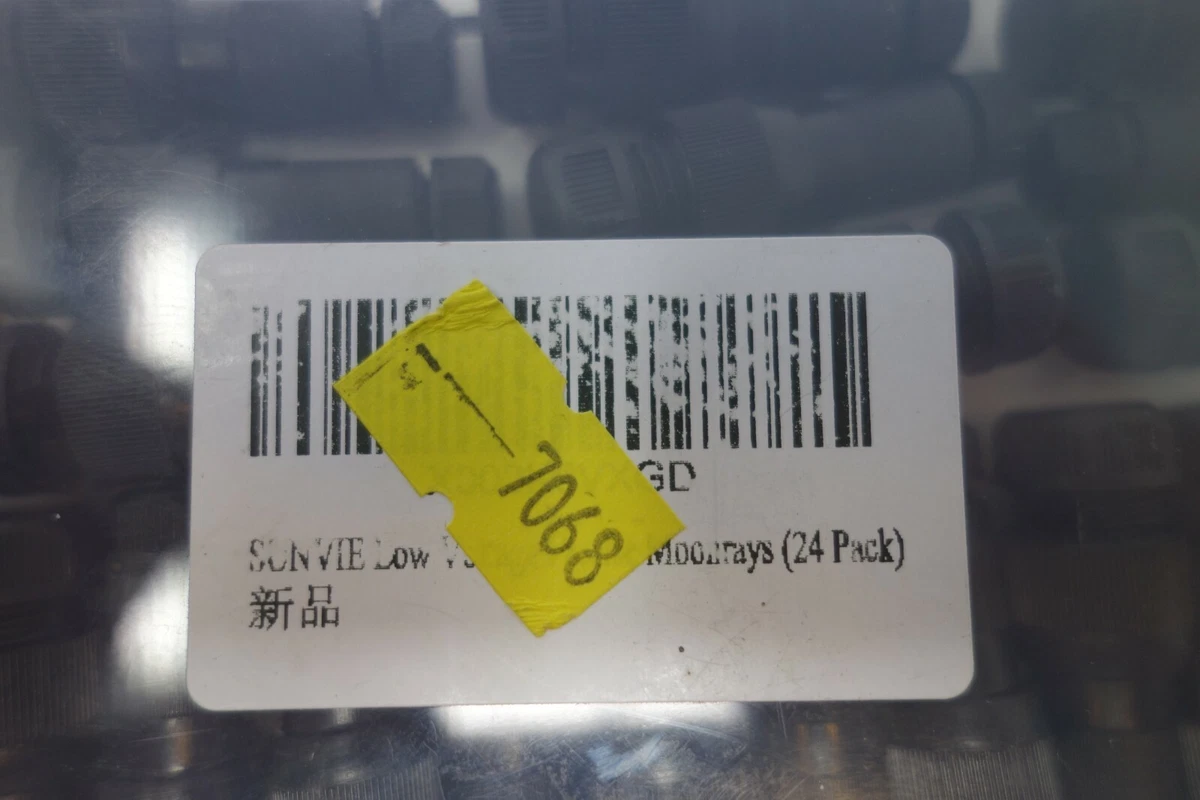 GD
SUNVIE Low Moonrays (24 Pack)
新品
7068